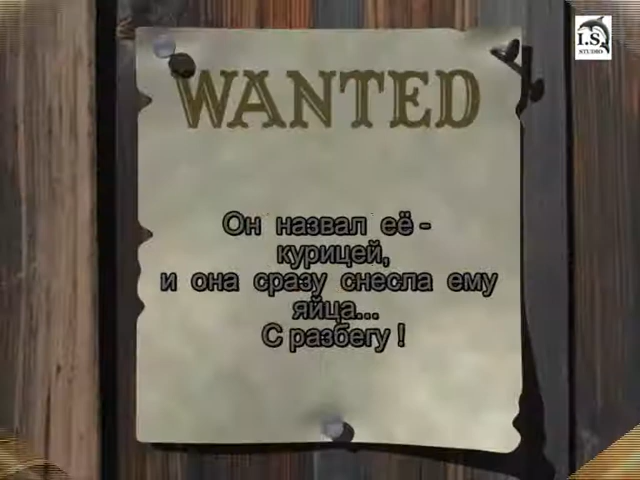 I.S.
STUDIO
WANTED
Он назвал её -
курицей,
и она сразу снесла ему
яйца...
С разбегу !